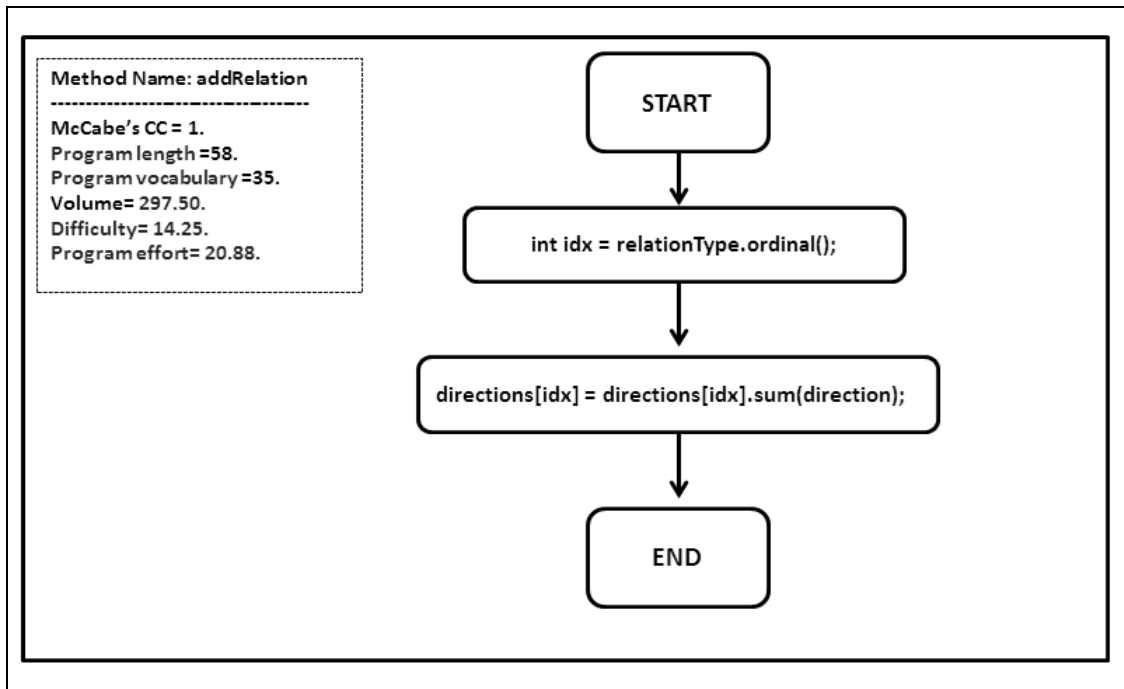 Method Name: addRelation
-------------------------------------
McCabe’s CC = 1.
Program length =58.
Program vocabulary =35.
Volume= 297.50.
Difficulty= 14.25.
Program effort= 20.88.
START
int idx = relationType.ordinal();
directions[idx] = directions[idx].sum(direction);
END